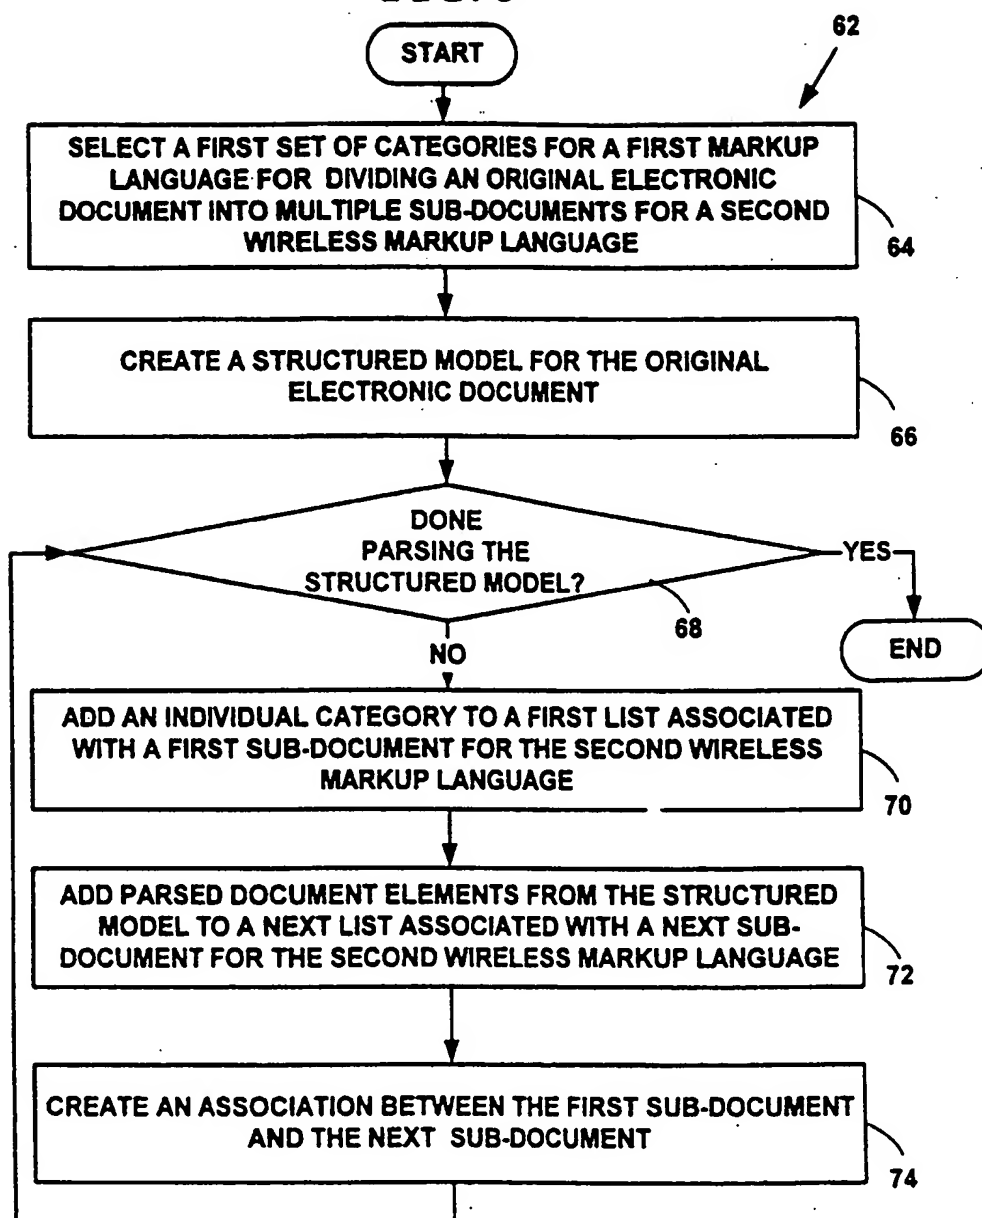 62
START
SELECT A FIRST SET OF CATEGORIES FOR A FIRST MARKUP
LANGUAGE FOR DIVIDING AN ORIGINAL ELECTRONIC
DOCUMENT INTO MULTIPLE SUB-DOCUMENTS FOR A SECOND
WIRELESS MARKUP LANGUAGE
64
CREATE A STRUCTURED MODEL FOR THE ORIGINAL
ELECTRONIC DOCUMENT
66
DONE
PARSING THE
STRUCTURED MODEL?
68
YES
END
NO
ADD AN INDIVIDUAL CATEGORY TO A FIRST LIST ASSOCIATED
WITH A FIRST SUB-DOCUMENT FOR THE SECOND WIRELESS
MARKUP LANGUAGE
70
ADD PARSED DOCUMENT ELEMENTS FROM THE STRUCTURED
MODEL TO A NEXT LIST ASSOCIATED WITH A NEXT SUB-
DOCUMENT FOR THE SECOND WIRELESS MARKUP LANGUAGE
72
CREATE AN ASSOCIATION BETWEEN THE FIRST SUB-DOCUMENT
AND THE NEXT SUB-DOCUMENT
74